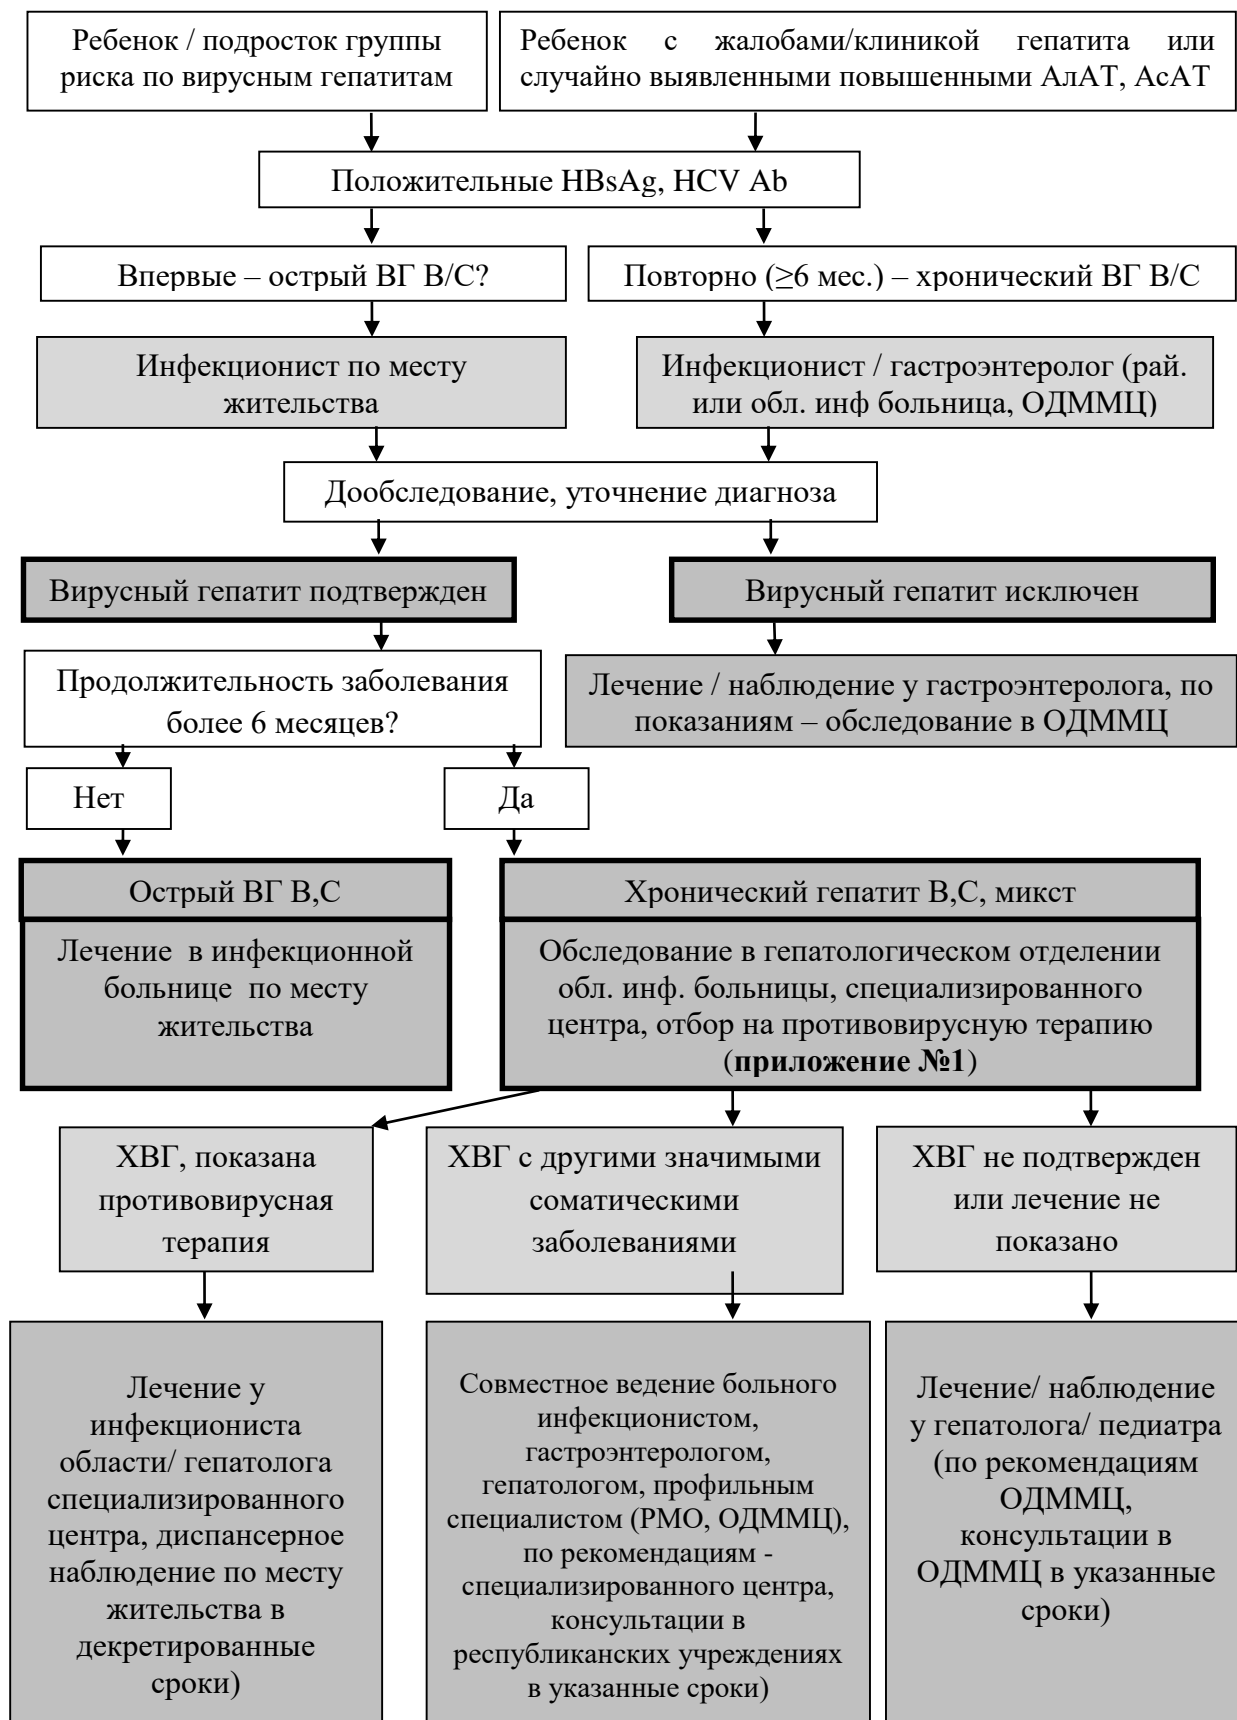 Ребенок / подросток группы
риска по вирусным гепатитам
Ребенок с жалобами/клиникой гепатита или
случайно выявленными повышенными АлАТ, АсАТ
Положительные HBsAg, HCV Ab
Впервые – острый ВГ В/С?
Повторно (≥6 мес.) – хронический ВГ В/С
Инфекционист по месту
жительства
Инфекционист / гастроэнтеролог (рай.
или обл. инф больница, ОДММЦ)
Дообследование, уточнение диагноза
Вирусный гепатит подтвержден
Вирусный гепатит исключен
Продолжительность заболевания
более 6 месяцев?
Лечение / наблюдение у гастроэнтеролога, по
показаниям – обследование в ОДММЦ
Нет
Да
Острый ВГ В,С
Лечение в инфекционной
больнице по месту
жительства
Хронический гепатит В,С, микст
Обследование в гепатологическом отделении
обл. инф. больницы, специализированного
центра, отбор на противовирусную терапию
(приложение №1)
ХВГ, показана
противовирусная
терапия
ХВГ с другими значимыми
соматическими
заболеваниями
ХВГ не подтвержден
или лечение не
показано
Лечение у
инфекциониста
области/ гепатолога
специализированного
центра, диспансерное
наблюдение по месту
жительства в
декретированные
сроки)
Совместное ведение больного
инфекционистом,
гастроэнтерологом,
гепатологом, профильным
специалистом (РМО, ОДММЦ),
по рекомендациям -
специализированного центра,
консультации в
республиканских учреждениях
в указанные сроки)
Лечение/ наблюдение
у гепатолога/ педиатра
(по рекомендациям
ОДММЦ,
консультации в
ОДММЦ в указанные
сроки)